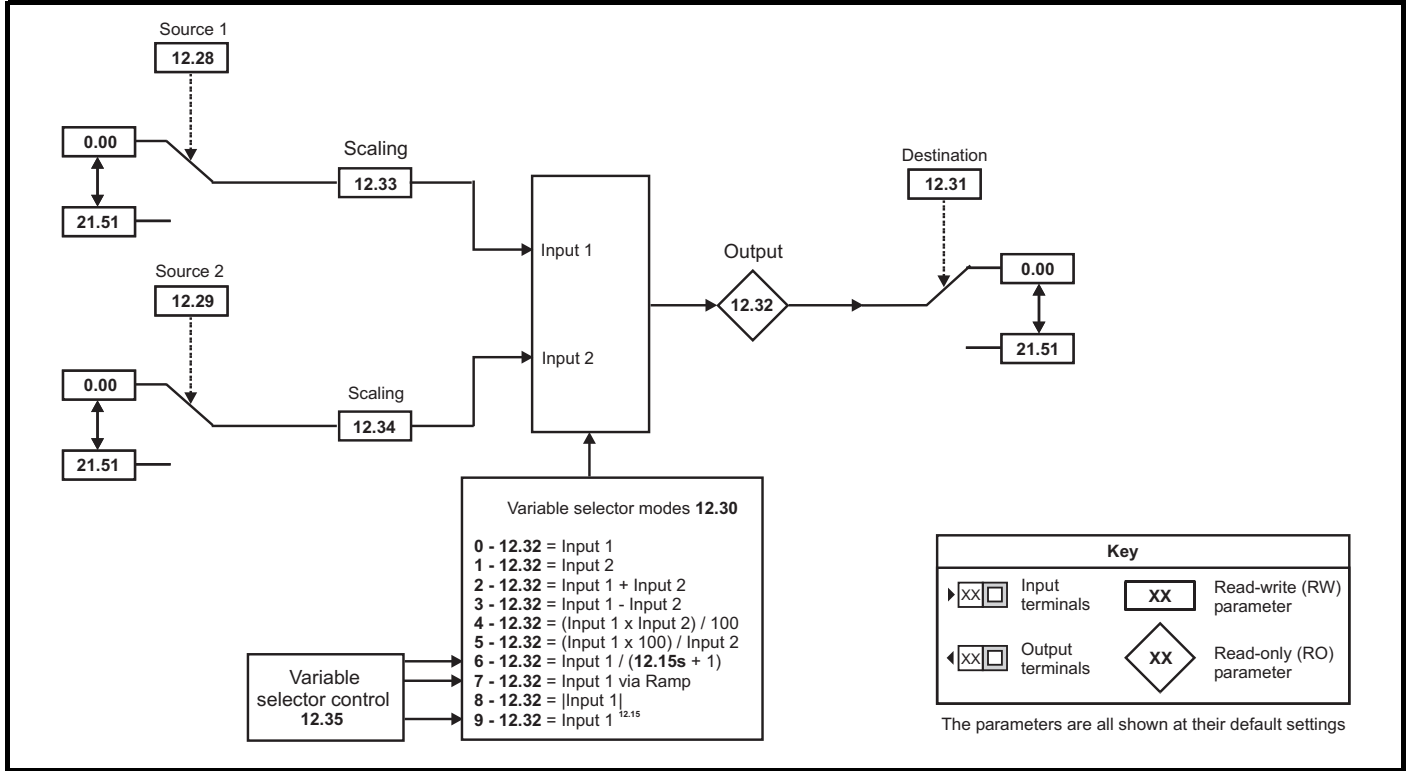 Source 1
12.28
0.00
21.51
Scaling
12.33
Source 2
12.29
0.00
21.51
Scaling
12.34
Input 1
Input 2
Output
12.32
Destination
12.31
0.00
21.51
Variable selector modes 12.30
0 - 12.32 = Input 1
1 - 12.32 = Input 2
2 - 12.32 = Input 1 + Input 2
3 - 12.32 = Input 1 - Input 2
4 - 12.32 = (Input 1 x Input 2) / 100
5 - 12.32 = (Input 1 x 100) / Input 2
6 - 12.32 = Input 1 / (12.15s + 1)
7 - 12.32 = Input 1 via Ramp
8 - 12.32 = |Input 1|
9 - 12.32 = Input 1 12.15
Variable
selector control
12.35
Key
XX
Input
terminals
XX
Read-write (RW)
parameter
XX
Output
terminals
XX
Read-only (RO)
parameter
The parameters are all shown at their default settings